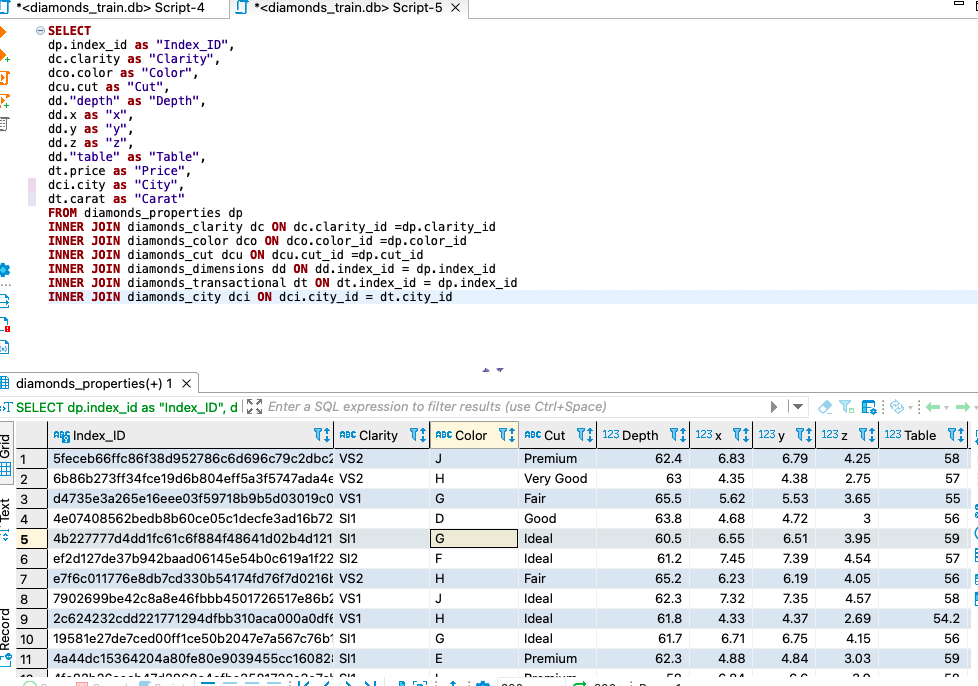 *<diamonds_train.db> Script-4 *<diamonds_train.db> Script-5
SELECT
dp.index_id as "Index_ID",
dc.clarity as "Clarity",
dco.color as "Color",
dcu.cut as "Cut",
dd."depth" as "Depth",
dd.x as "x",
dd.y as "y",
dd.z as "z",
dd."table" as "Table",
dt.price as "Price",
dci.city as "City",
dt.carat as "Carat"
FROM diamonds_properties dp
INNER JOIN diamonds_clarity dc ON dc.clarity_id =dp.clarity_id
INNER JOIN diamonds_color dco ON dco.color_id =dp.color_id
INNER JOIN diamonds_cut dcu ON dcu.cut_id =dp.cut_id
INNER JOIN diamonds_dimensions dd ON dd.index_id = dp.index_id
INNER JOIN diamonds_transactional dt ON dt.index_id = dp.index_id
INNER JOIN diamonds_city dci ON dci.city_id = dt.city_id
diamonds_properties(+) 1
SELECT dp.index_id as "Index_ID", d Enter a SQL expression to filter results (use Ctrl+Space)
Grid
Text
Record
ABC Index_ID ABC Clarity ABC Color ABC Cut 123 Depth 123 x 123 y 123 z 123 Table
1 5feceb66ffc86f38d952786c6d696c79c2dbc2 VS2 J Premium 62.4 6.83 6.79 4.25 58
2 6b86b273ff34fce19d6b804eff5a3f5747ada4e VS2 H Very Good 63 4.35 4.38 2.75 57
3 d4735e3a265e16eee03f59718b9b5d03019c0 VS1 G Fair 65.5 5.62 5.53 3.65 55
4 4e07408562bedb8b60ce05c1decfe3ad16b72 SI1 D Good 63.8 4.68 4.72 3 56
5 4b227777d4dd1fc61c6f884f48641d02b4d121 SI1 G Ideal 60.5 6.55 6.51 3.95 59
6 ef2d127de37b942baad06145e54b0c619a1f22 SI2 F Ideal 61.2 7.45 7.39 4.54 57
7 e7f6c011776e8db7cd330b54174fd76f7d0216b VS2 H Fair 65.2 6.23 6.19 4.05 56
8 7902699be42c8a8e46fbbb4501726517e86b2 VS1 J Ideal 62.3 7.32 7.35 4.57 58
9 2c624232cdd221771294dfbb310aca000a0df6 VS1 H Ideal 61.8 4.33 4.37 2.69 54.2
10 19581e27de7ced00ff1ce50b2047e7a567c76b SI1 G Ideal 61.7 6.71 6.75 4.15 56
11 4a44dc15364204a80fe80e9039455cc160828 SI1 E Premium 62.3 4.88 4.84 3.03 59